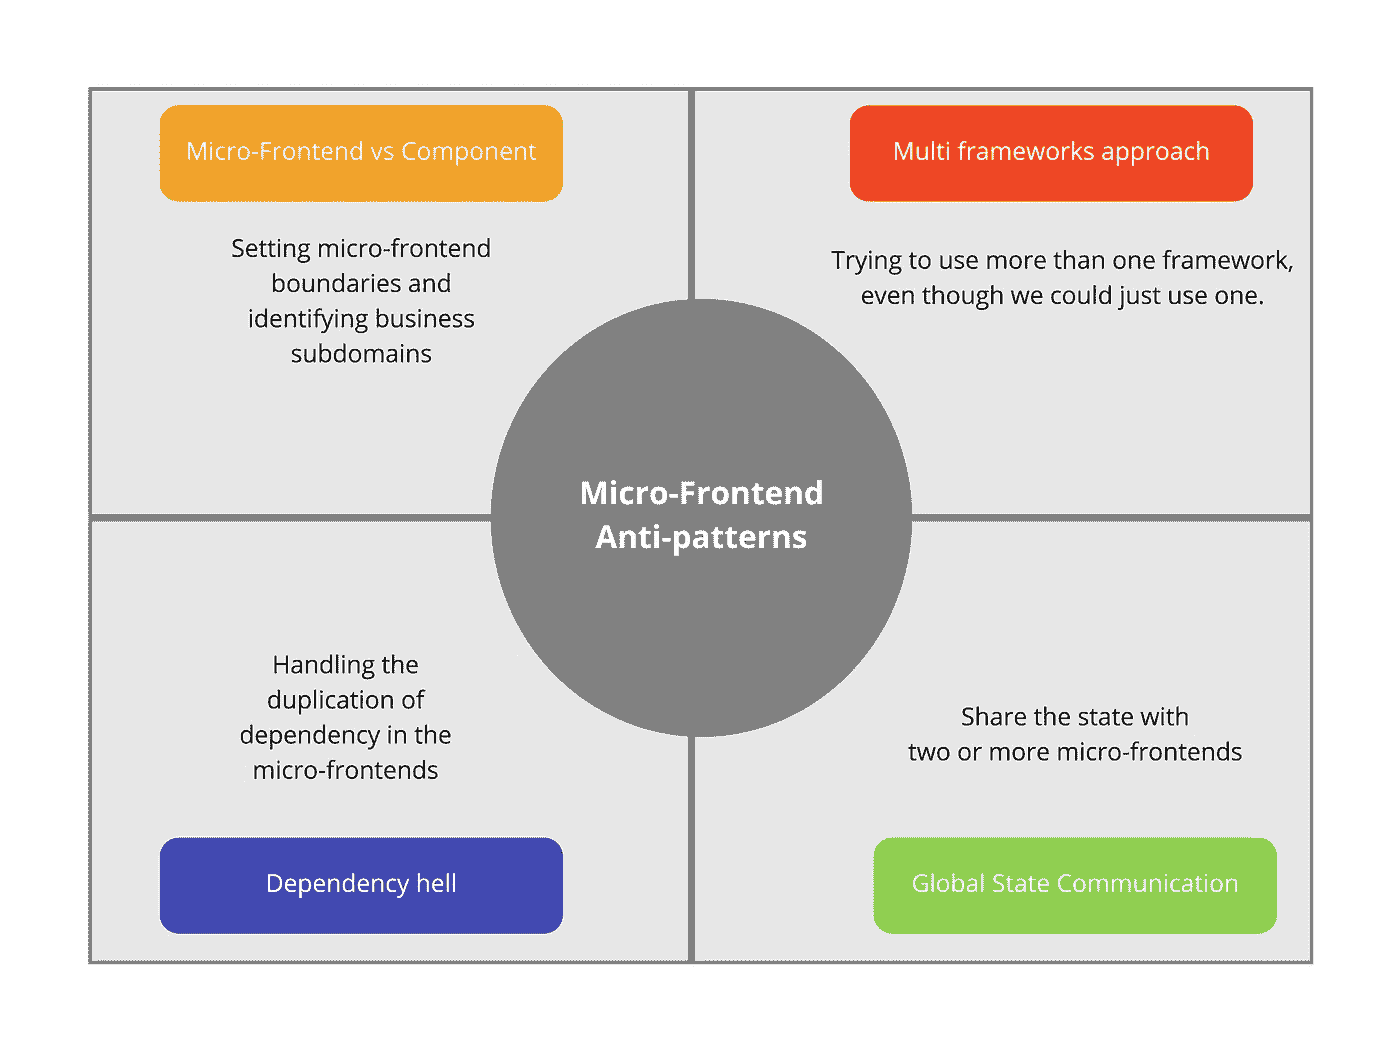 Micro-Frontend vs Component
Setting micro-frontend
boundaries and
identifying business
subdomains
Multi frameworks approach
Trying to use more than one framework,
even though we could just use one.
Micro-Frontend
Anti-patterns
Handling the
duplication of
dependency in the
micro-frontends
Dependency hell
Share the state with
two or more micro-frontends
Global State Communication